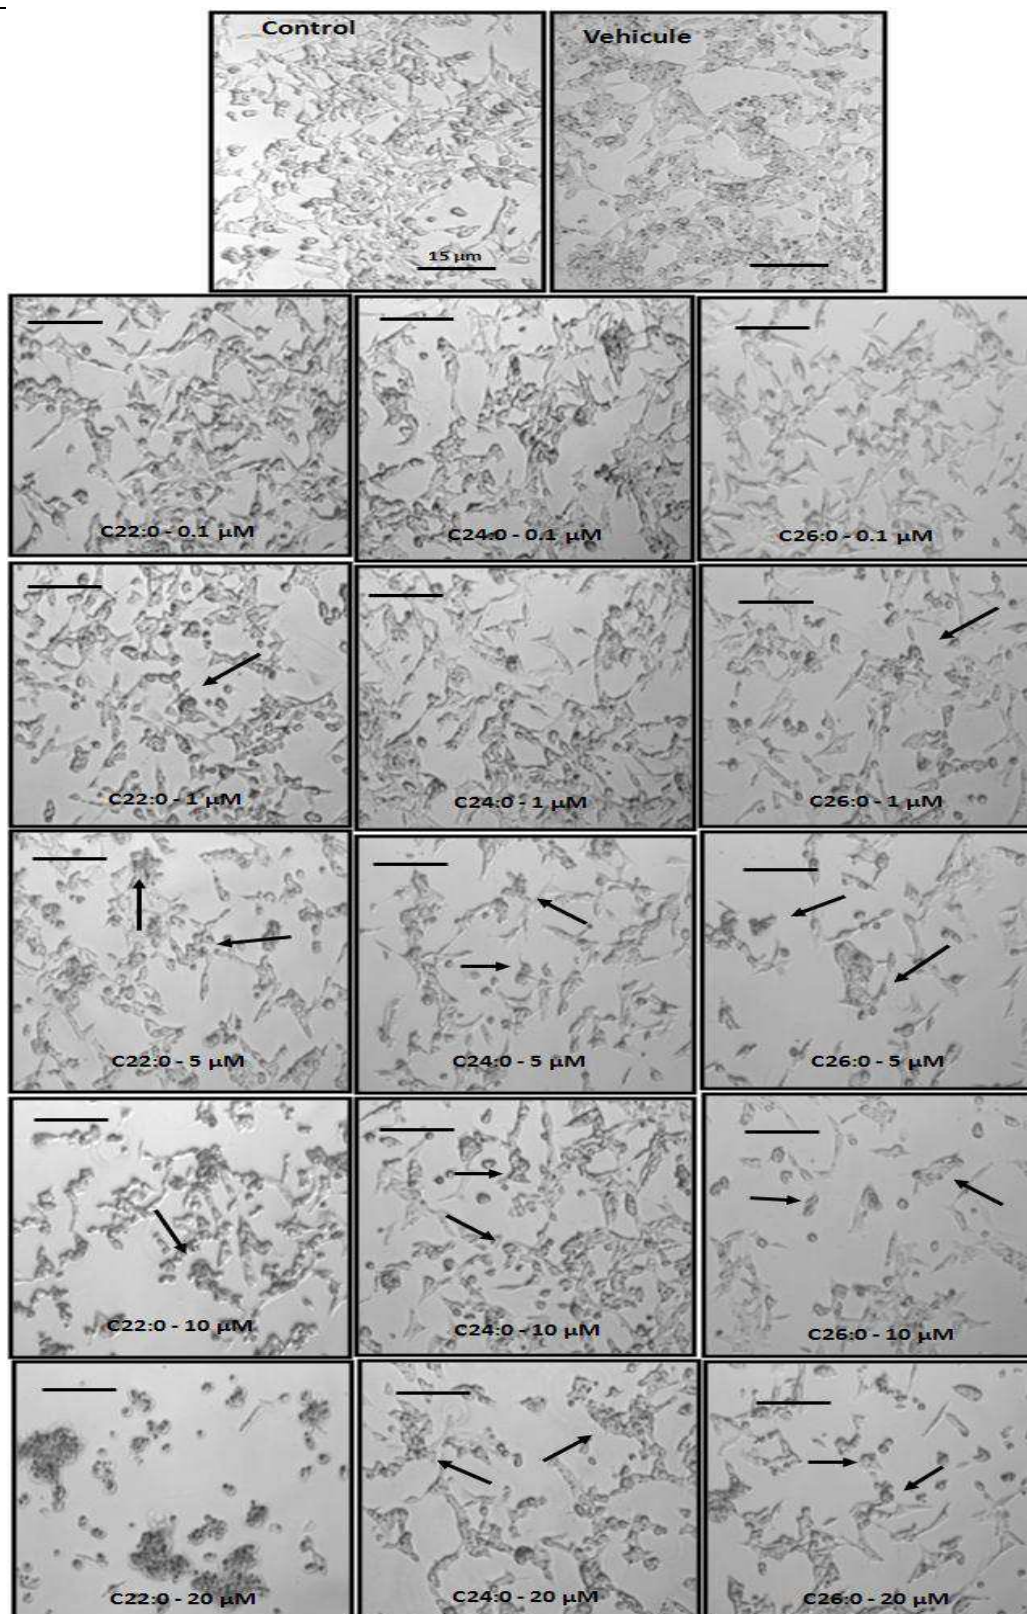 Control
Vehicule
15 µm
C22:0 - 0.1 µM
C24:0 - 0.1 µM
C26:0 - 0.1 µM
C22:0 - 1 µM
C24:0 - 1 µM
C26:0 - 1 µM
C22:0 - 5 µM
C24:0 - 5 µM
C26:0 - 5 µM
C22:0 - 10 µM
C24:0 - 10 µM
C26:0 - 10 µM
C22:0 - 20 µM
C24:0 - 20 µM
C26:0 - 20 µM